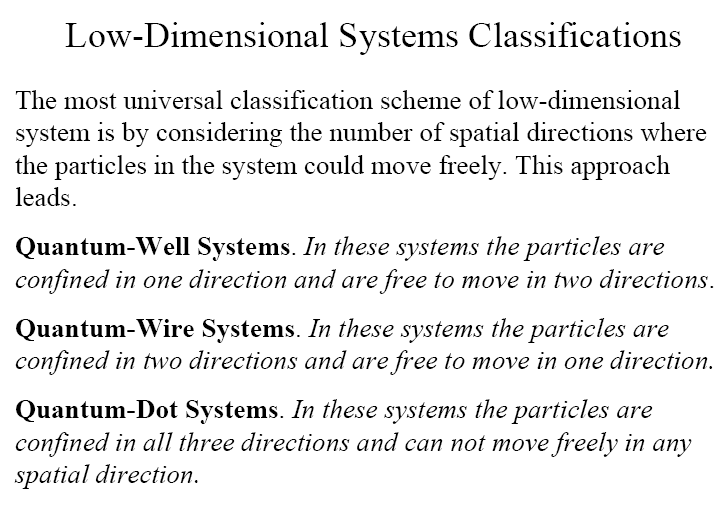 Low-Dimensional Systems Classifications
The most universal classification scheme of low-dimensional
system is by considering the number of spatial directions where
the particles in the system could move freely. This approach
leads.
Quantum-Well Systems. In these systems the particles are
confined in one direction and are free to move in two directions.
Quantum-Wire Systems. In these systems the particles are
confined in two directions and are free to move in one direction.
Quantum-Dot Systems. In these systems the particles are
confined in all three directions and can not move freely in any
spatial direction.